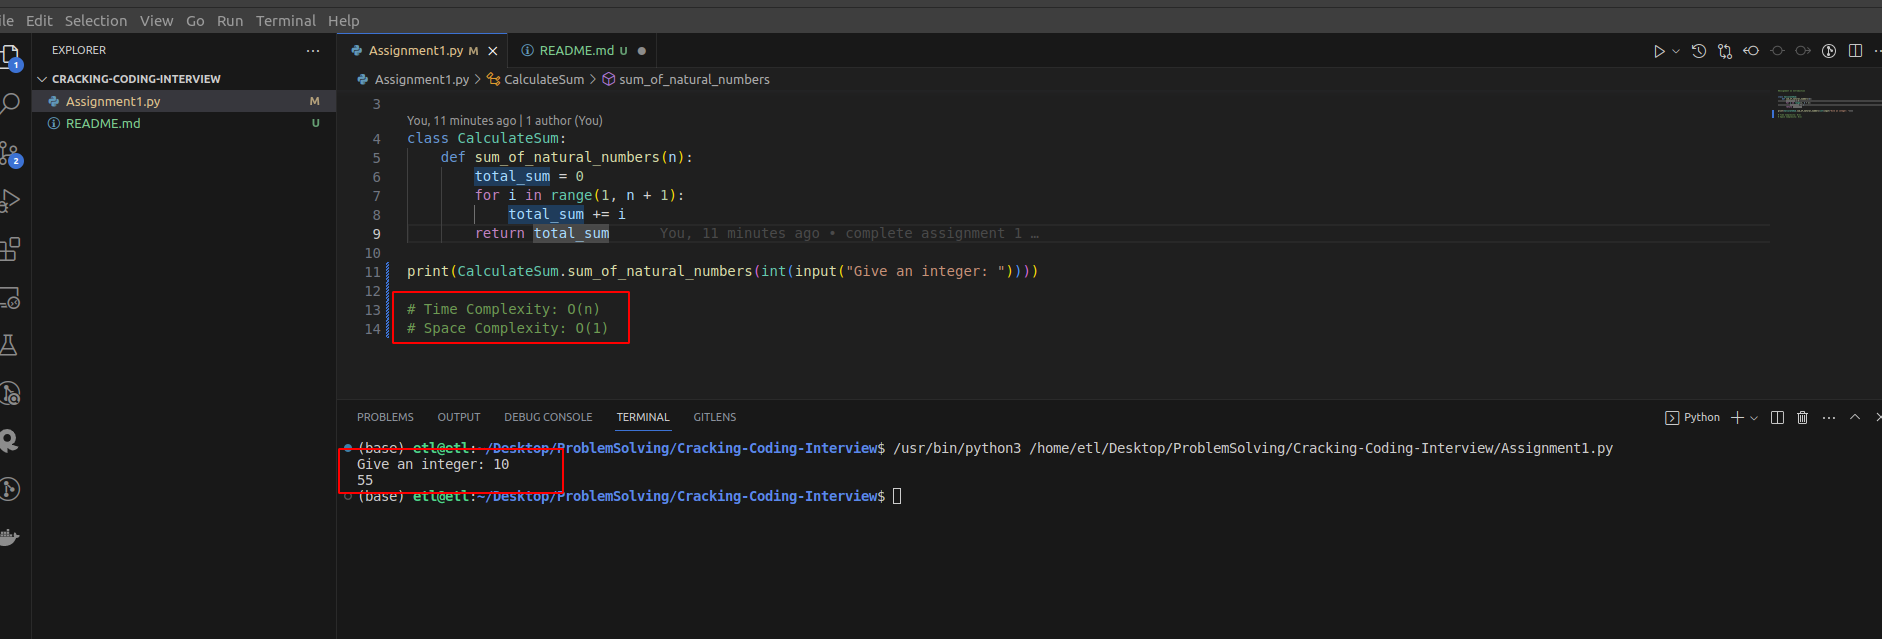 File Edit Selection View Go Run Terminal Help
EXPLORER
CRACKING-CODING-INTERVIEW
Assignment1.py M
README.md U
1
2
Assignment1.py M
README.md U
Assignment1.py > CalculateSum > sum_of_natural_numbers
3
You, 11 minutes ago | 1 author (You)
4 class CalculateSum:
5 def sum_of_natural_numbers(n):
6 total_sum = 0
7 for i in range(1, n + 1):
8 total_sum += i
9 return total_sum You, 11 minutes ago • complete assignment 1 …
10
11 print(CalculateSum.sum_of_natural_numbers(int(input("Give an integer: "))))
12
13 # Time Complexity: O(n)
14 # Space Complexity: O(1)
PROBLEMS OUTPUT DEBUG CONSOLE TERMINAL GITLENS
Python
(base) etl@etl:~/Desktop/ProblemSolving/Cracking-Coding-Interview$ /usr/bin/python3 /home/etl/Desktop/ProblemSolving/Cracking-Coding-Interview/Assignment1.py
Give an integer: 10
55
(base) etl@etl:~/Desktop/ProblemSolving/Cracking-Coding-Interview$